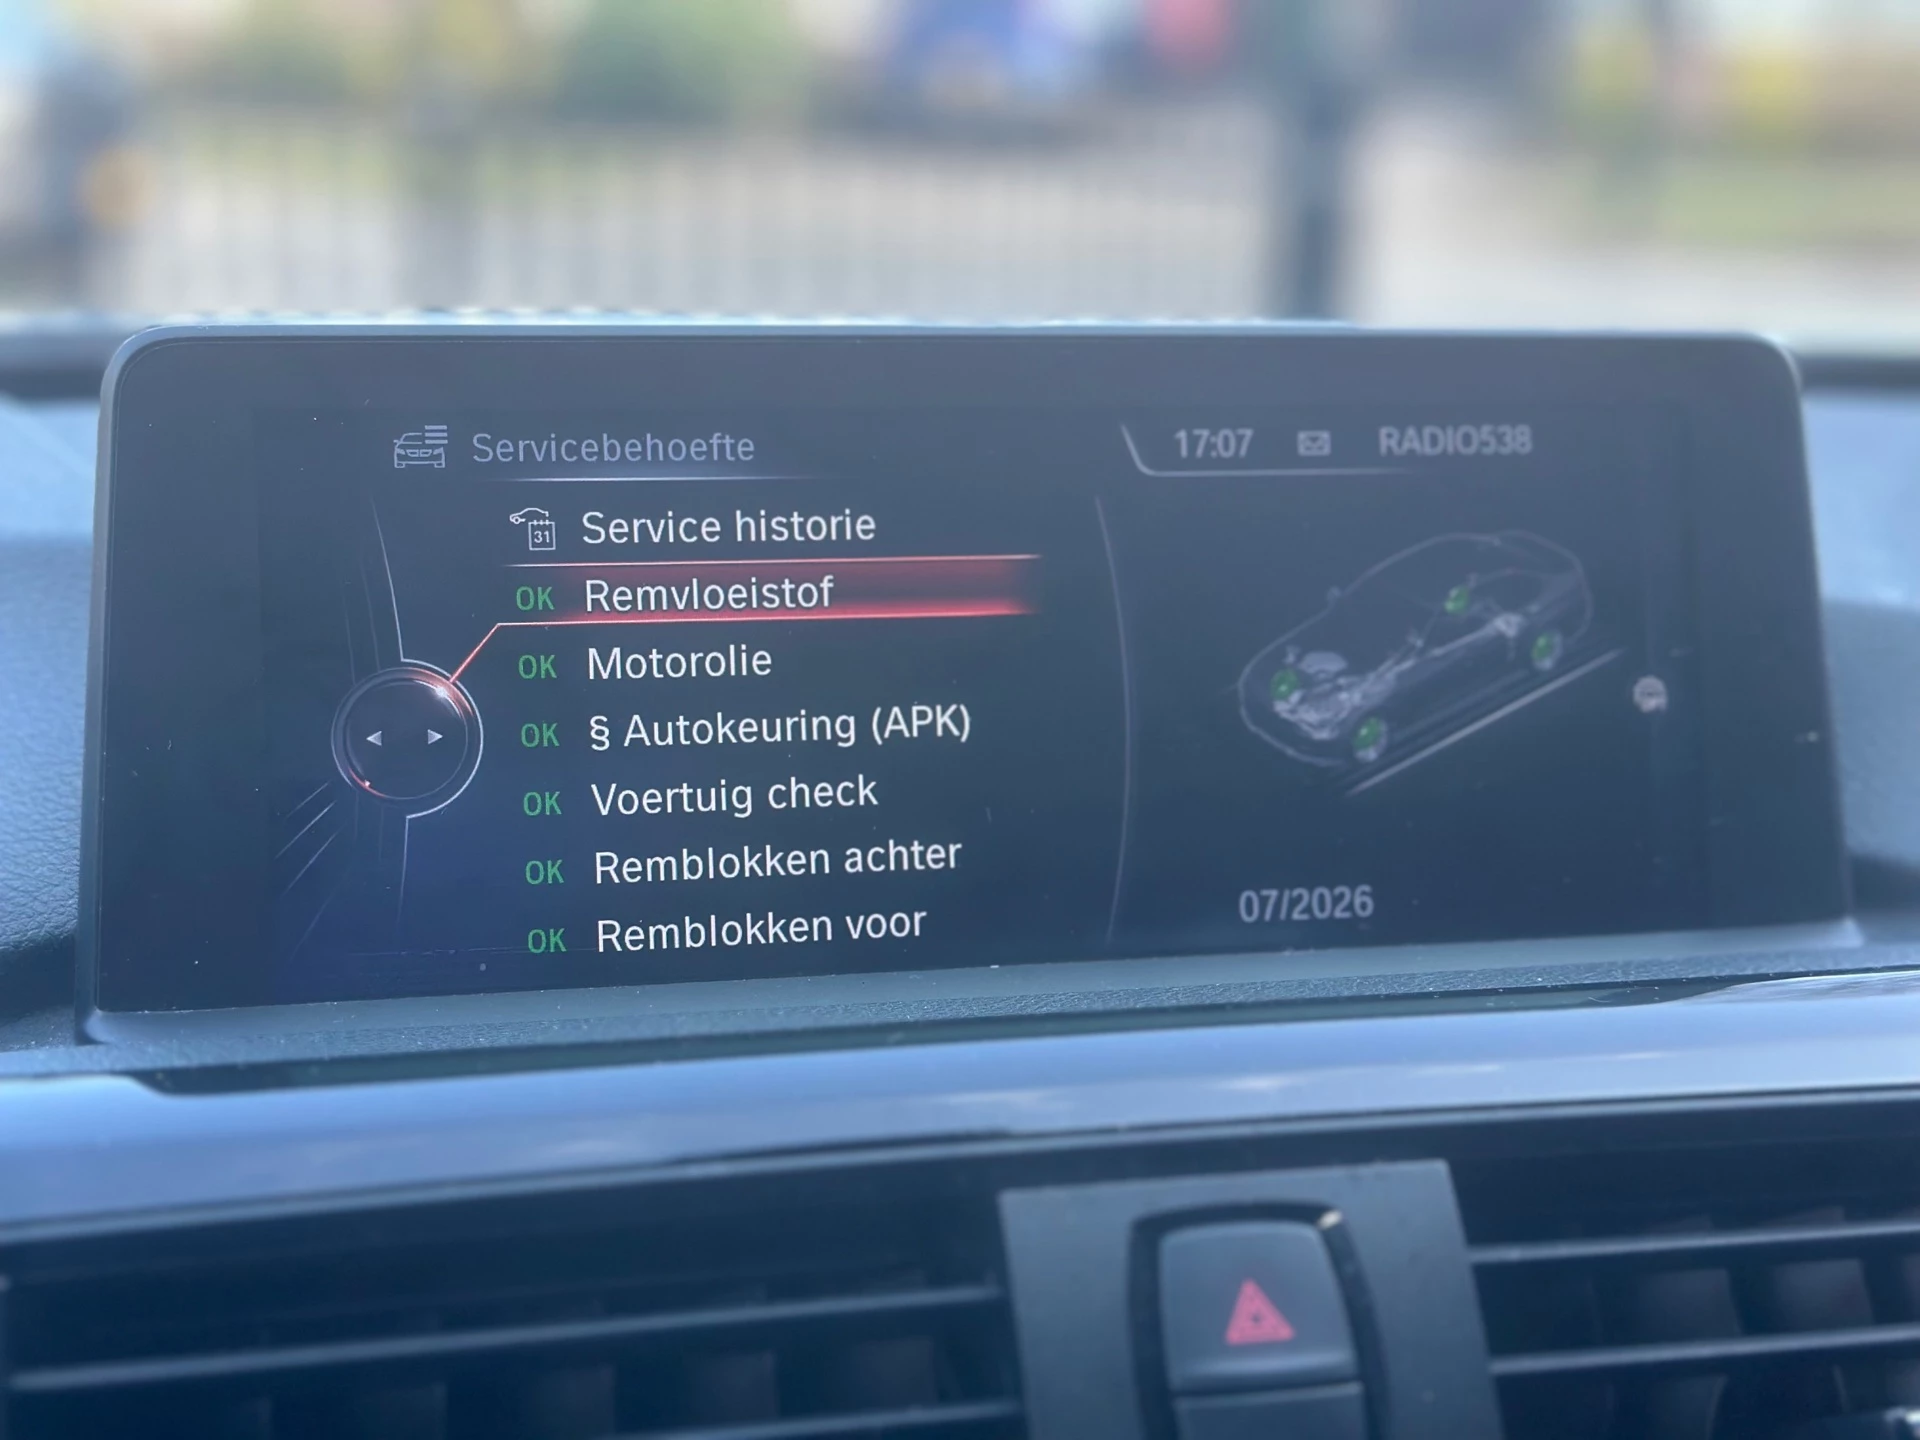 Servicebehoefte
17:07 RADIO538
31 Service historie
OK Remvloeistof
OK Motorolie
OK § Autokeuring (APK)
OK Voertuig check
OK Remblokken achter
OK Remblokken voor
07/2026